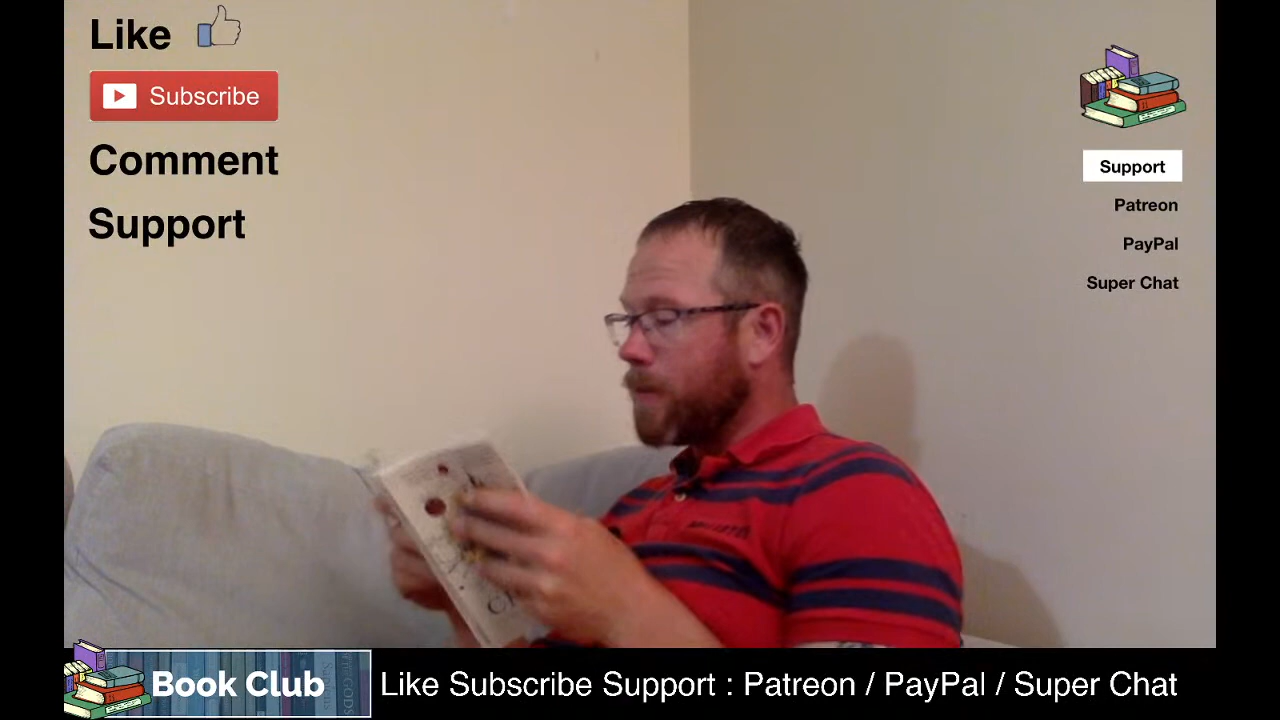 Like
Subscribe
Comment
Support
Support
Patreon
PayPal
Super Chat
Book Club
Like Subscribe Support : Patreon / PayPal / Super Chat